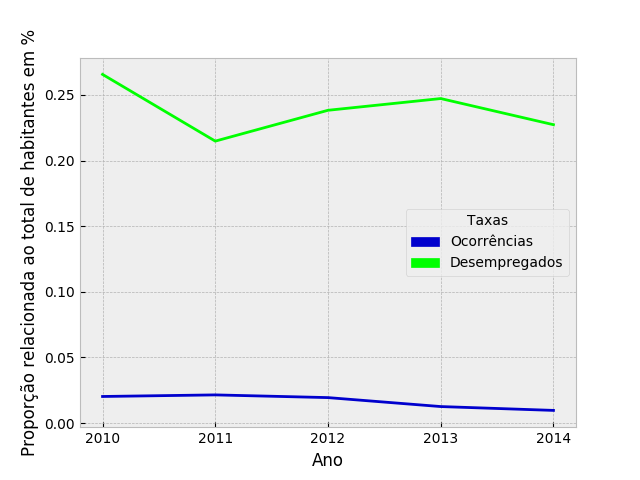 Proporção relacionada ao total de habitantes em %
0.25
0.20
0.15
0.10
0.05
0.00
Taxas
Ocorrências
Desempregados
2010 2011 2012 2013 2014
Ano